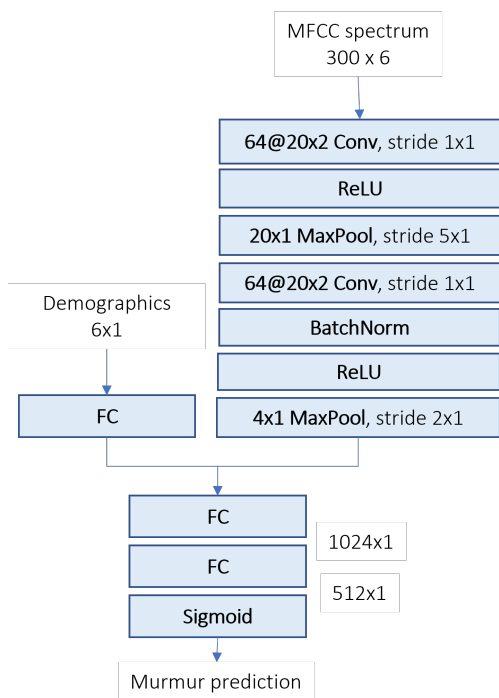 MFCC spectrum
300 x 6
64@20x2 Conv, stride 1x1
ReLU
20x1 MaxPool, stride 5x1
64@20x2 Conv, stride 1x1
BatchNorm
ReLU
4x1 MaxPool, stride 2x1
Demographics
6x1
FC
FC
1024x1
FC
512x1
Sigmoid
Murmur prediction